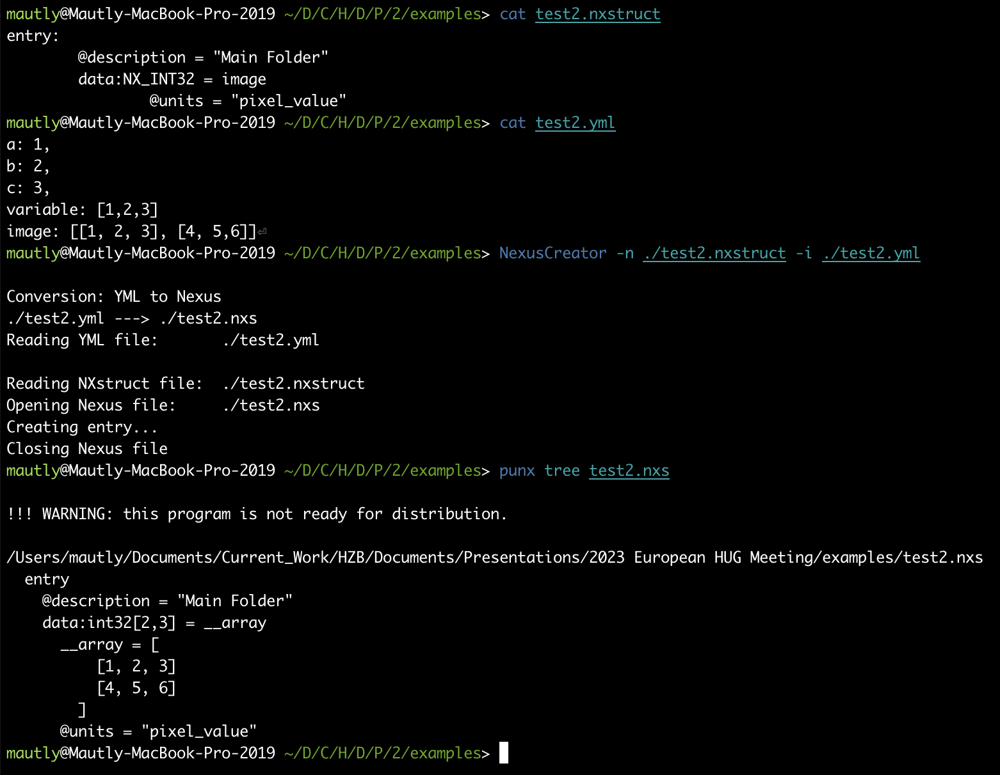 mautly@Mautly-MacBook-Pro-2019 ~/D/C/H/D/P/2/examples> cat test2.nxstruct
entry:
        @description = "Main Folder"
        data:NX_INT32 = image
                @units = "pixel_value"
mautly@Mautly-MacBook-Pro-2019 ~/D/C/H/D/P/2/examples> cat test2.yml
a: 1,
b: 2,
c: 3,
variable: [1,2,3]
image: [[1, 2, 3], [4, 5,6]]⏎
mautly@Mautly-MacBook-Pro-2019 ~/D/C/H/D/P/2/examples> NexusCreator -n ./test2.nxstruct -i ./test2.yml

Conversion: YML to Nexus
./test2.yml ---> ./test2.nxs
Reading YML file:       ./test2.yml

Reading NXstruct file:  ./test2.nxstruct
Opening Nexus file:     ./test2.nxs
Creating entry...
Closing Nexus file
mautly@Mautly-MacBook-Pro-2019 ~/D/C/H/D/P/2/examples> punx tree test2.nxs

!!! WARNING: this program is not ready for distribution.

/Users/mautly/Documents/Current_Work/HZB/Documents/Presentations/2023 European HUG Meeting/examples/test2.nxs
  entry
    @description = "Main Folder"
    data:int32[2,3] = __array
      __array = [
          [1, 2, 3]
          [4, 5, 6]
        ]
      @units = "pixel_value"
mautly@Mautly-MacBook-Pro-2019 ~/D/C/H/D/P/2/examples>